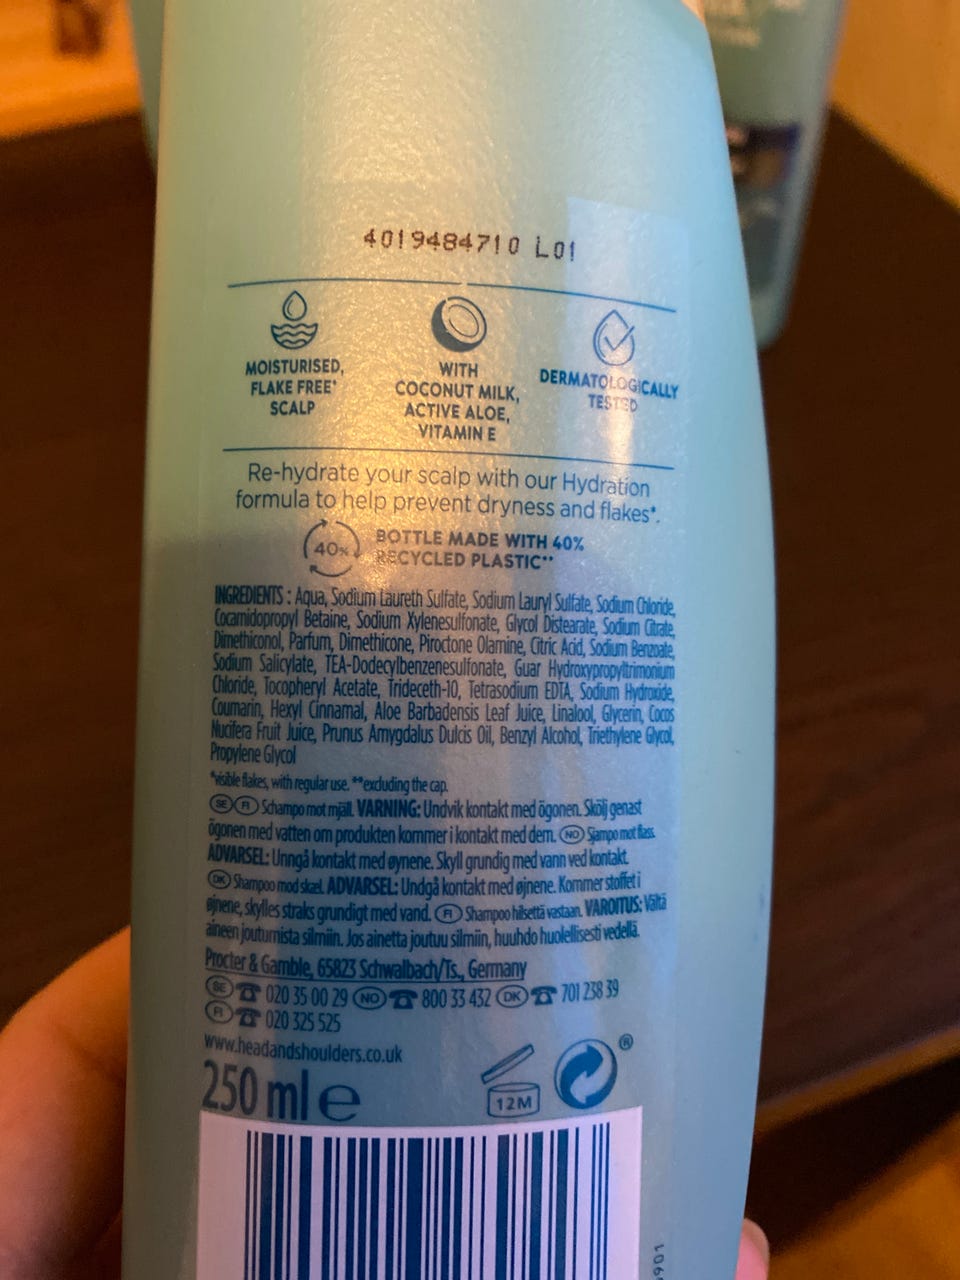 4019484710 L01
MOISTURISED,
FLAKE FREE*
SCALP
WITH
COCONUT MILK,
ACTIVE ALOE,
VITAMIN E
DERMATOLOGICALLY
TESTED
Re-hydrate your scalp with our Hydration
formula to help prevent dryness and flakes*.
40%
BOTTLE MADE WITH 40%
RECYCLED PLASTIC**
INGREDIENTS : Aqua, Sodium Laureth Sulfate, Sodium Lauryl Sulfate, Sodium Chloride,
Cocamidopropyl Betaine, Sodium Xylenesulfonate, Glycol Distearate, Sodium Citrate,
Dimethiconol, Parfum, Dimethicone, Piroctone Olamine, Citric Acid, Sodium Benzoate,
Sodium Salicylate, TEA-Dodecylbenzenesulfonate, Guar Hydroxypropyltrimonium
Chloride, Tocopheryl Acetate, Trideceth-10, Tetrasodium EDTA, Sodium Hydroxide,
Coumarin, Hexyl Cinnamal, Aloe Barbadensis Leaf Juice, Linalool, Glycerin, Cocos
Nucifera Fruit Juice, Prunus Amygdalus Dulcis Oil, Benzyl Alcohol, Triethylene Glycol,
Propylene Glycol
*visible flakes, with regular use. **excluding the cap.
SE FI Schampo mot mjäll. VARNING: Undvik kontakt med ögonen. Skölj genast
ögonen med vatten om produkten kommer i kontakt med dem. NO Sjampo mot flass.
ADVARSEL: Unngå kontakt med øynene. Skyll grundig med vann ved kontakt.
DK Shampoo mod skæl. ADVARSEL: Undgå kontakt med øjnene. Kommer stoffet i
øjnene, skylles straks grundigt med vand. FI Shampoo hilsettä vastaan. VAROITUS: Vältä
aineen joutumista silmiin. Jos ainetta joutuu silmiin, huuhdo huolellisesti vedellä.
Procter & Gamble, 65823 Schwalbach/Ts., Germany
SE 020 35 00 29 NO 800 33 432 DK 701 238 39
FI 020 325 525
www.headandshoulders.co.uk
250 ml e
12M
®